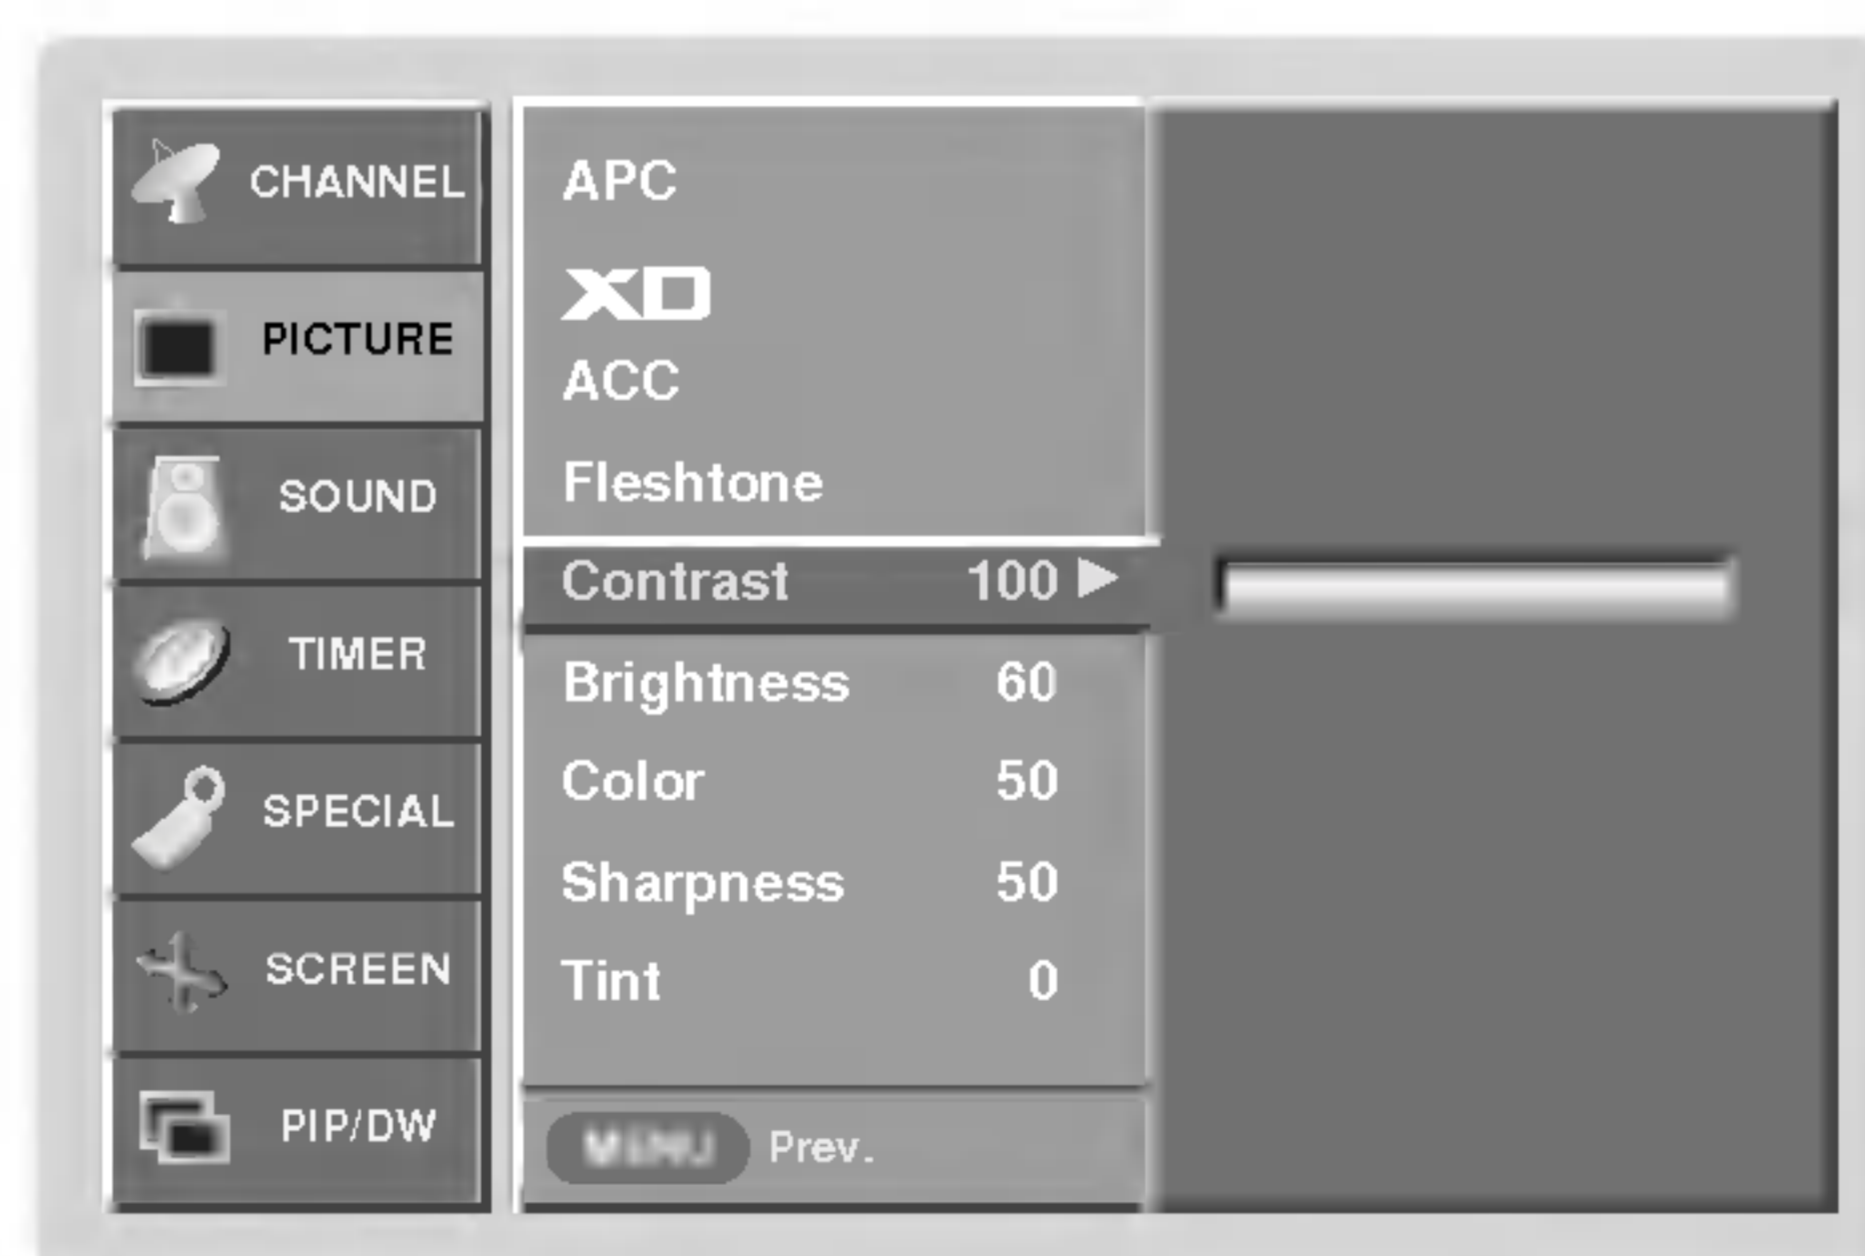 CHANNEL
PICTURE
SOUND
TIMER
SPECIAL
SCREEN
PIP/DW
APC
XD
ACC
Fleshtone
Contrast 100 ▶
Brightness 60
Color 50
Sharpness 50
Tint 0
MENU Prev.